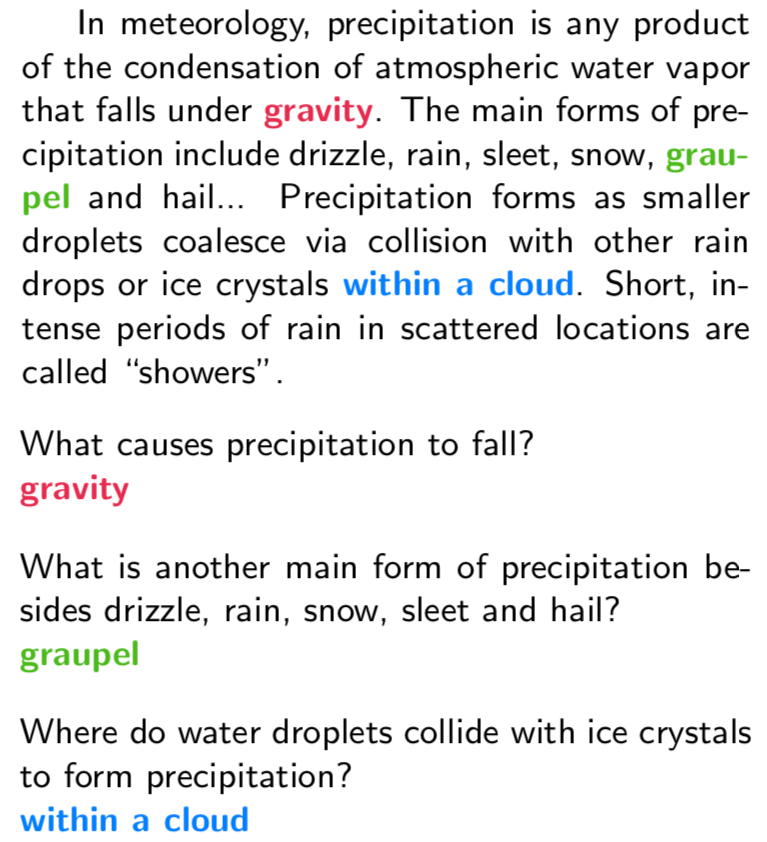 In meteorology, precipitation is any product
of the condensation of atmospheric water vapor
that falls under gravity. The main forms of pre-
cipitation include drizzle, rain, sleet, snow, grau-
pel and hail... Precipitation forms as smaller
droplets coalesce via collision with other rain
drops or ice crystals within a cloud. Short, in-
tense periods of rain in scattered locations are
called “showers”.
What causes precipitation to fall?
gravity
What is another main form of precipitation be-
sides drizzle, rain, snow, sleet and hail?
graupel
Where do water droplets collide with ice crystals
to form precipitation?
within a cloud